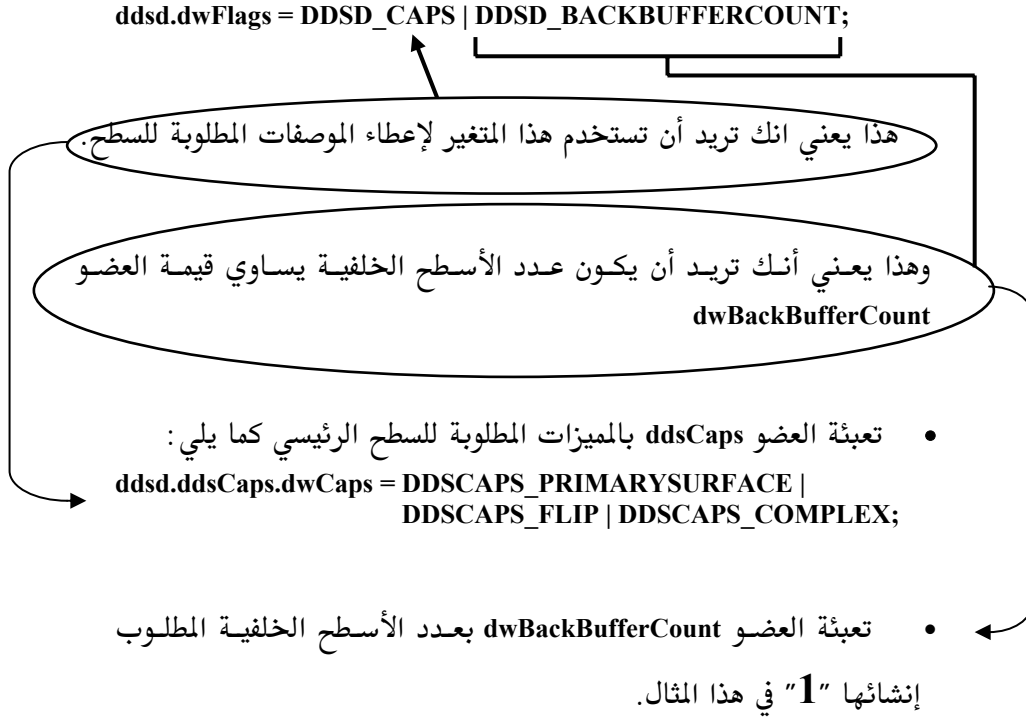 ddsd.dwFlags = DDSD_CAPS | DDSD_BACKBUFFERCOUNT;
هذا يعني انك تريد أن تستخدم هذا المتغير لإعطاء الموصفات المطلوبة للسطح.
وهذا يعني أنك تريد أن يكون عدد الأسطح الخلفية يساوي قيمة العضو
dwBackBufferCount
• تعبئة العضو ddsCaps بالمميزات المطلوبة للسطح الرئيسي كما يلي:
ddsd.ddsCaps.dwCaps = DDSCAPS_PRIMARYSURFACE |
DDSCAPS_FLIP | DDSCAPS_COMPLEX;
• تعبئة العضو dwBackBufferCount بعدد الأسطح الخلفية المطلوب
إنشائها "1" في هذا المثال.